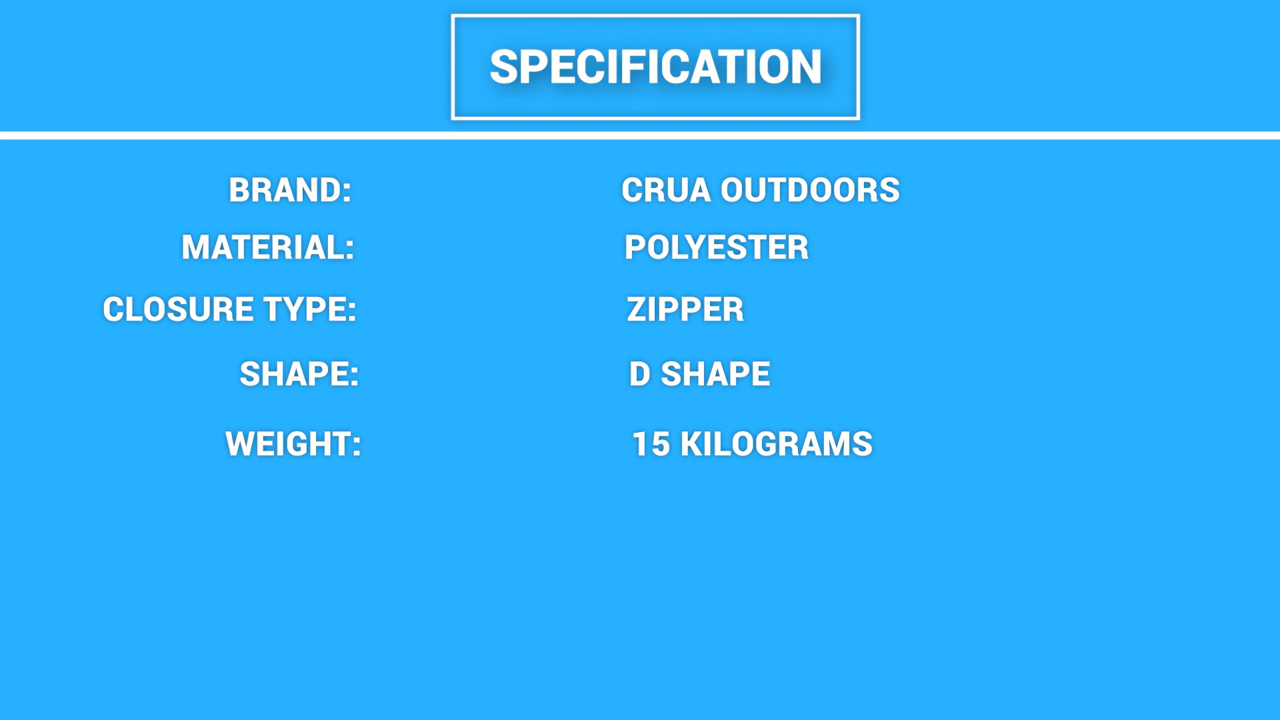 SPECIFICATION
BRAND: CRUA OUTDOORS
MATERIAL: POLYESTER
CLOSURE TYPE: ZIPPER
SHAPE: D SHAPE
WEIGHT: 15 KILOGRAMS